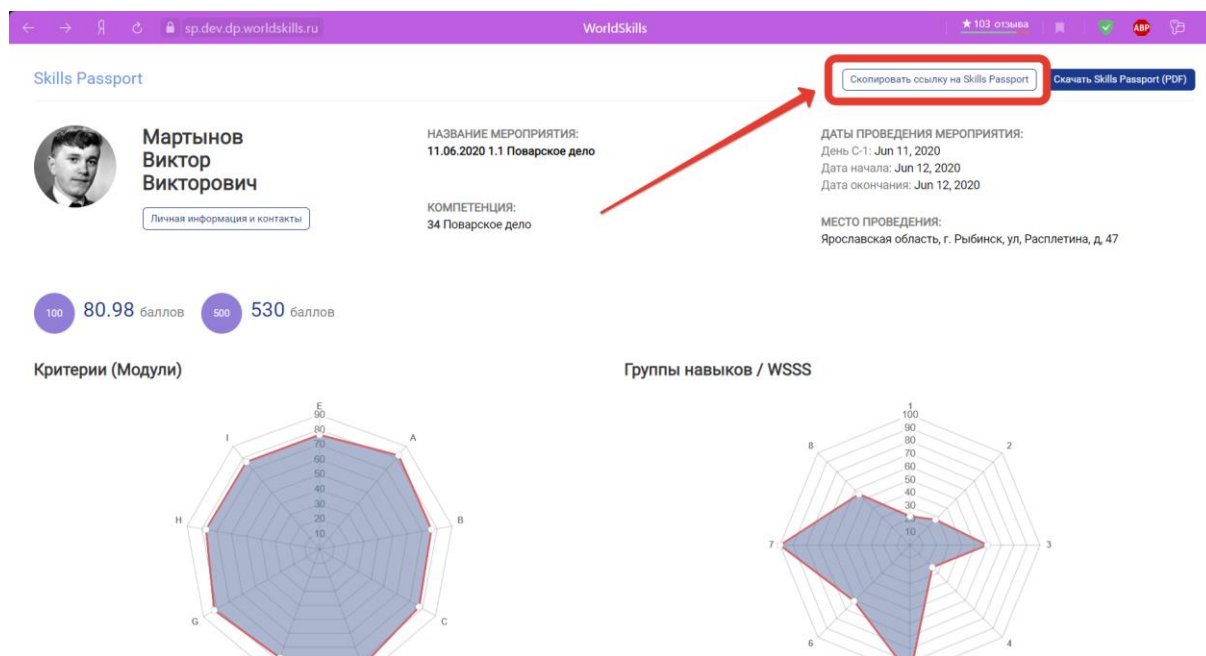 sp.dev.dp.worldskills.ru
WorldSkills
★ 103 отзыва
ABP
Skills Passport
Скопировать ссылку на Skills Passport
Скачать Skills Passport (PDF)
Мартынов
Виктор
Викторович
Личная информация и контакты
НАЗВАНИЕ МЕРОПРИЯТИЯ:
11.06.2020 1.1 Поварское дело
КОМПЕТЕНЦИЯ:
34 Поварское дело
ДАТЫ ПРОВЕДЕНИЯ МЕРОПРИЯТИЯ:
День С-1: Jun 11, 2020
Дата начала: Jun 12, 2020
Дата окончания: Jun 12, 2020
МЕСТО ПРОВЕДЕНИЯ:
Ярославская область, г. Рыбинск, ул, Расплетина, д, 47
100 80.98 баллов 500 530 баллов
Критерии (Модули)
E
90
80
70
60
50
40
30
20
10
A
B
C
G
H
I
Группы навыков / WSSS
1
100
90
80
70
60
50
40
30
10
2
3
4
6
7
8